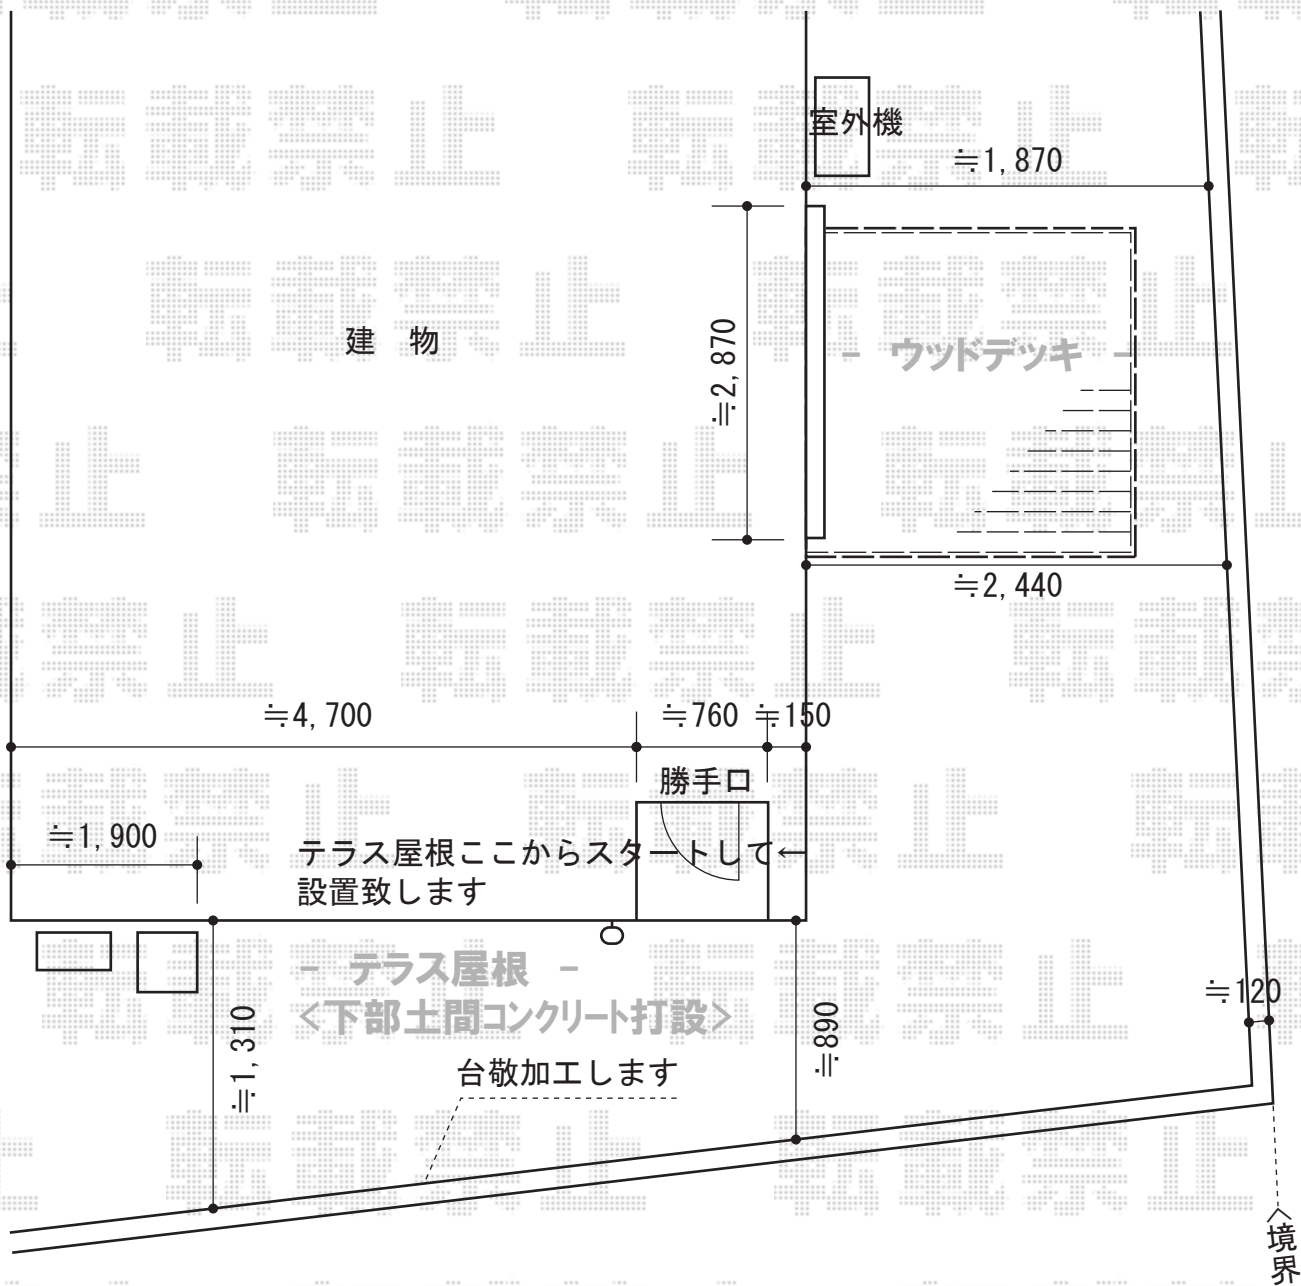 転載禁止
室外機
≒1,870
建 物
≒2,870
- ウッドデッキ -
≒2,440
≒4,700
≒760
≒150
勝手口
≒1,900
テラス屋根ここからスタートして←
設置致します
- テラス屋根 -
<下部土間コンクリート打設>
≒1,310
≒890
≒120
台敬加工します
境界